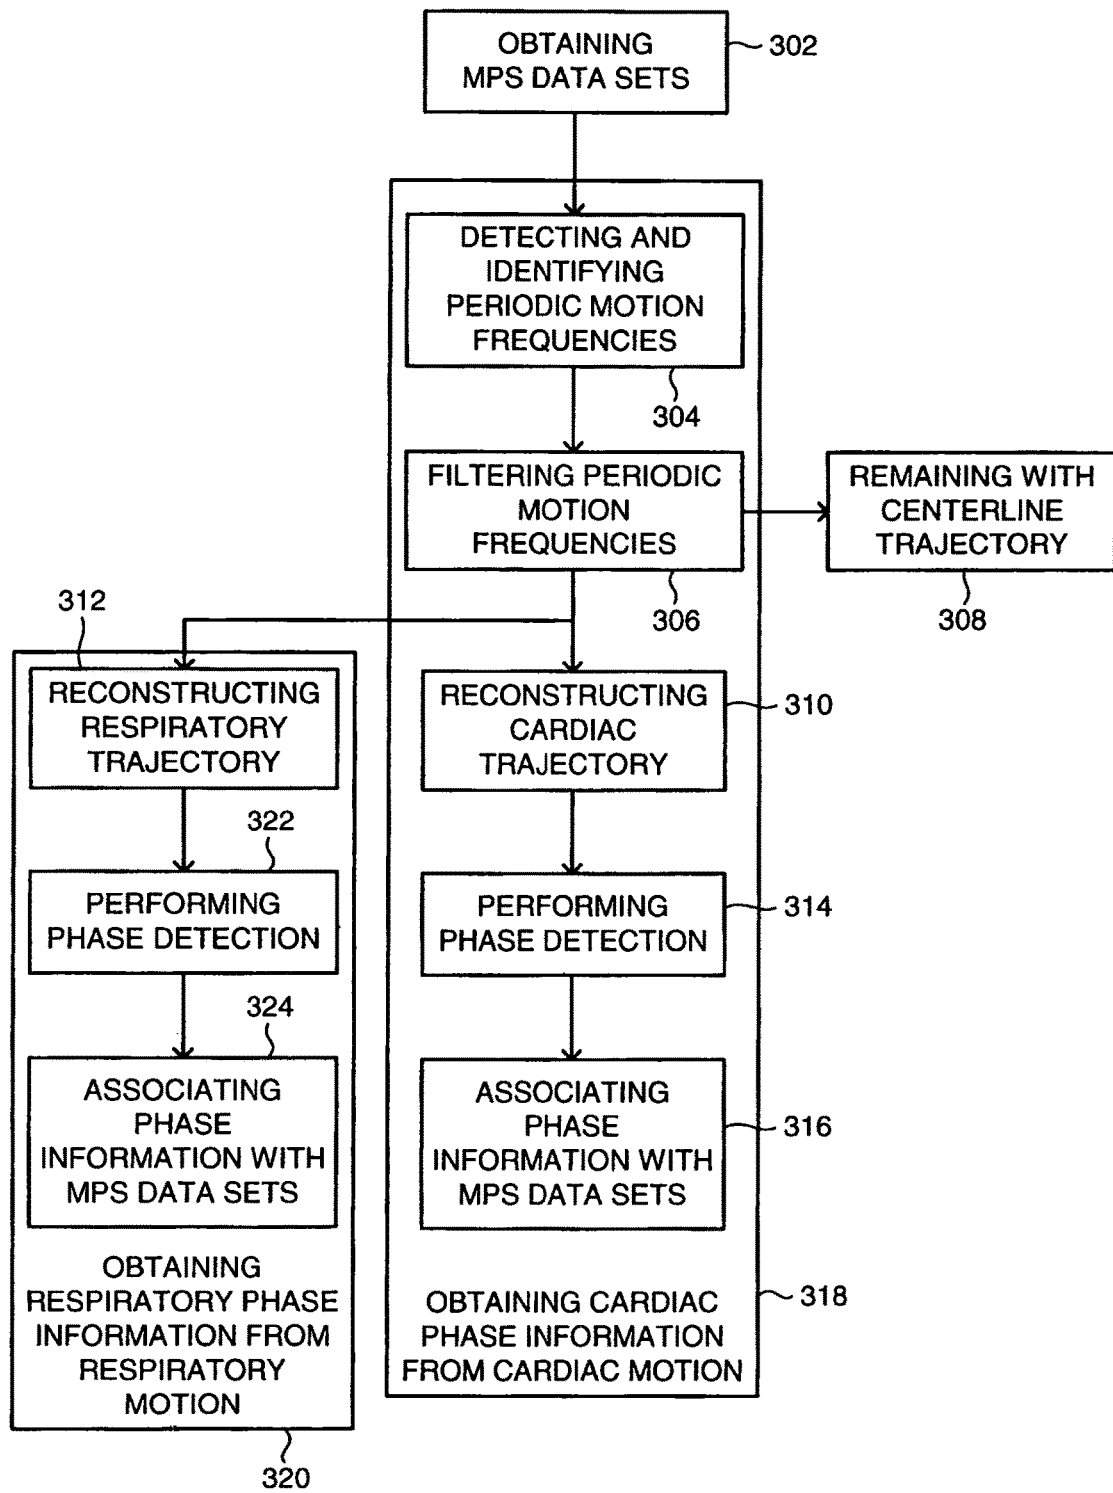 OBTAINING
MPS DATA SETS
302
DETECTING AND
IDENTIFYING
PERIODIC MOTION
FREQUENCIES
304
FILTERING PERIODIC
MOTION
FREQUENCIES
306
REMAINING WITH
CENTERLINE
TRAJECTORY
308
312
RECONSTRUCTING
RESPIRATORY
TRAJECTORY
RECONSTRUCTING
CARDIAC
TRAJECTORY
310
322
PERFORMING
PHASE DETECTION
PERFORMING
PHASE DETECTION
314
324
ASSOCIATING
PHASE
INFORMATION WITH
MPS DATA SETS
ASSOCIATING
PHASE
INFORMATION WITH
MPS DATA SETS
316
OBTAINING
RESPIRATORY PHASE
INFORMATION FROM
RESPIRATORY
MOTION
320
OBTAINING CARDIAC
PHASE INFORMATION
FROM CARDIAC MOTION
318